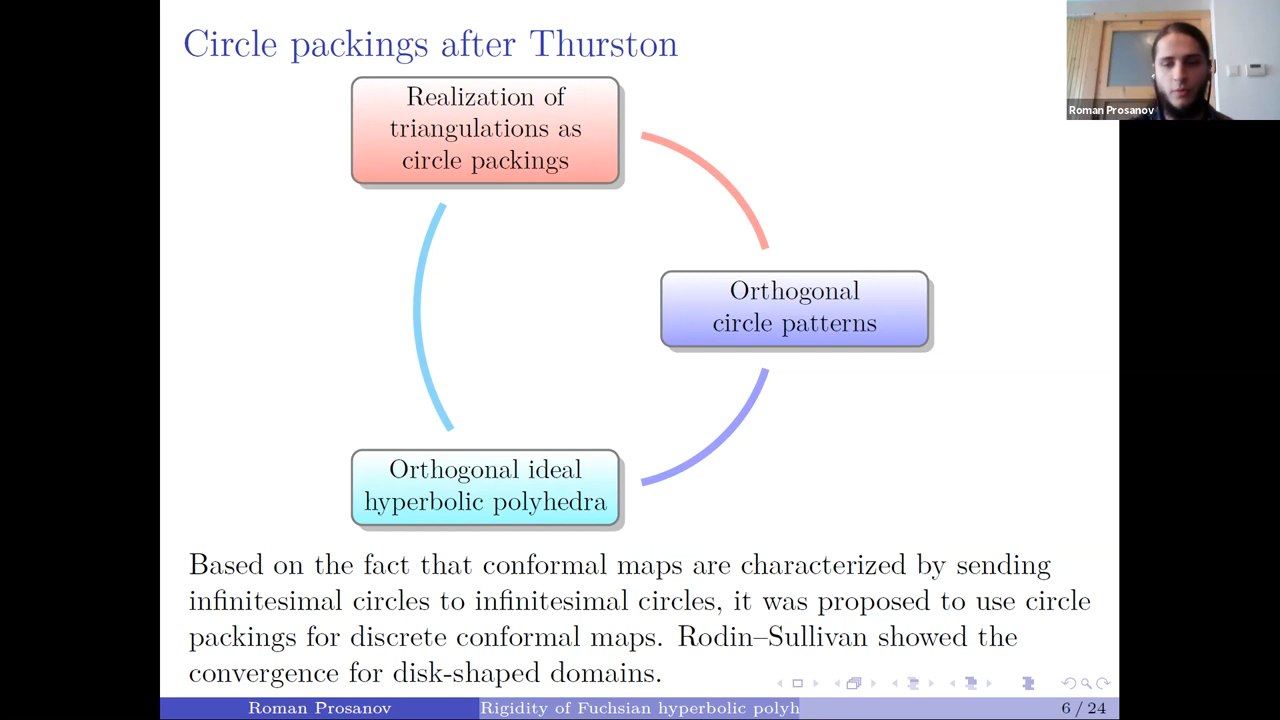 Circle packings after Thurston
Realization of
triangulations as
circle packings
Orthogonal
circle patterns
Orthogonal ideal
hyperbolic polyhedra
Based on the fact that conformal maps are characterized by sending
infinitesimal circles to infinitesimal circles, it was proposed to use circle
packings for discrete conformal maps. Rodin–Sullivan showed the
convergence for disk-shaped domains.
Roman Prosanov
Rigidity of Fuchsian hyperbolic polyh
6 / 24
Roman Prosanov